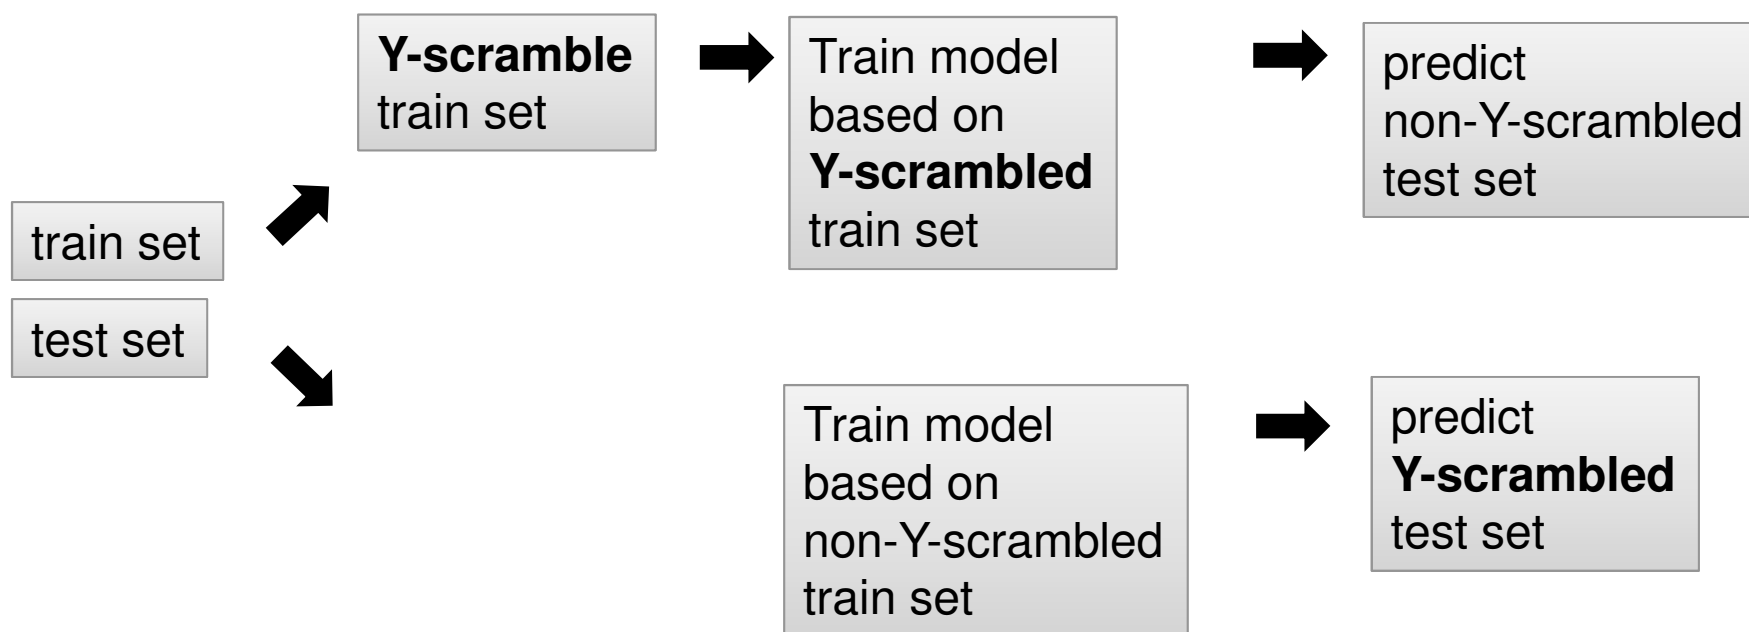 train set
test set
Y-scramble
train set
Train model
based on
Y-scrambled
train set
predict
non-Y-scrambled
test set
Train model
based on
non-Y-scrambled
train set
predict
Y-scrambled
test set